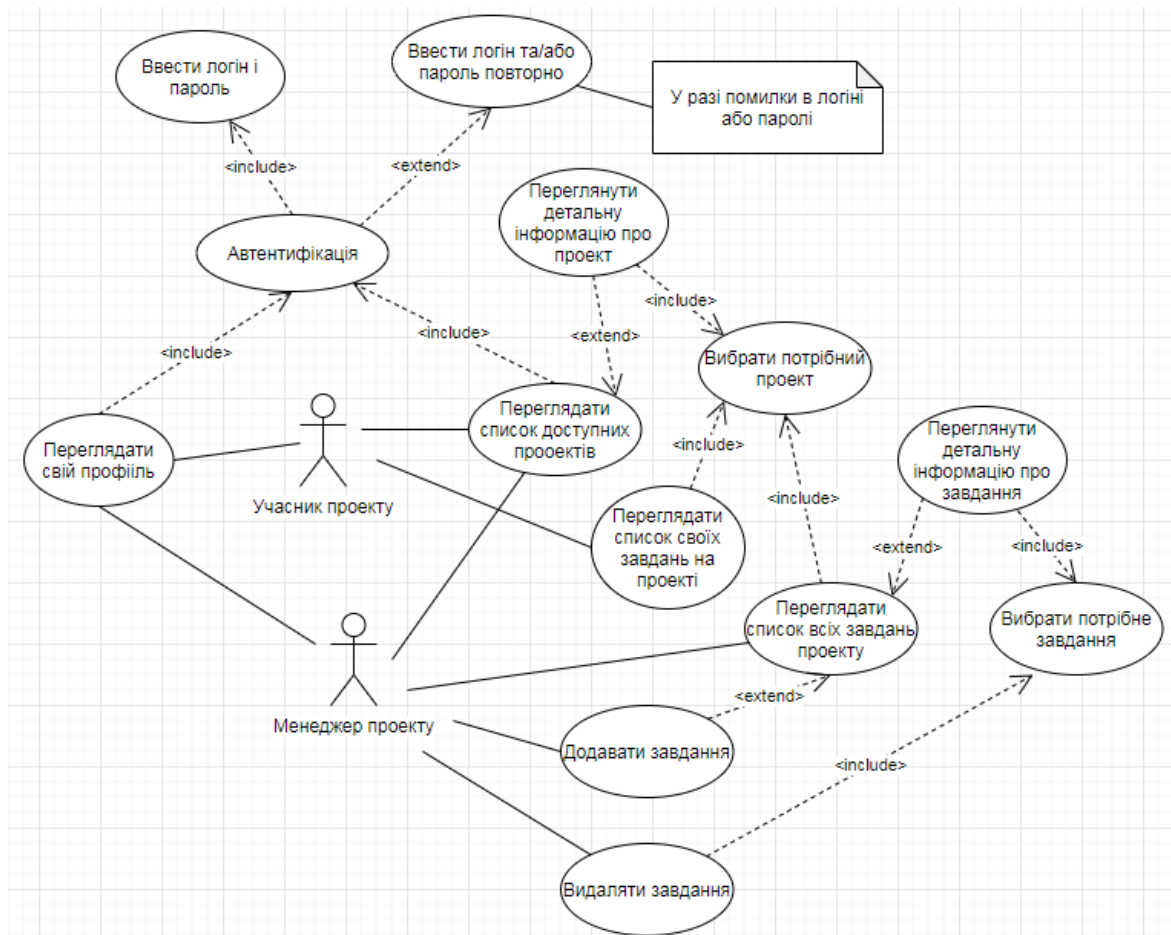 Ввести логін і
пароль
Ввести логін та/або
пароль повторно
У разі помилки в логіні
або паролі
<include>
<extend>
Переглянути
детальну
інформацію про
проект
Автентифікація
<include>
<extend>
<include>
<include>
Вибрати потрібний
проект
Переглядати
свій профііль
Учасник проекту
Переглядати
список доступних
прооектів
<include>
Переглянути
детальну
інформацію про
завдання
<include>
Переглядати
список своїх
завдань на
проекті
<extend>
<include>
Менеджер проекту
Переглядати
список всіх завдань
проекту
Вибрати потрібне
завдання
<extend>
Додавати завдання
<include>
Видаляти завдання